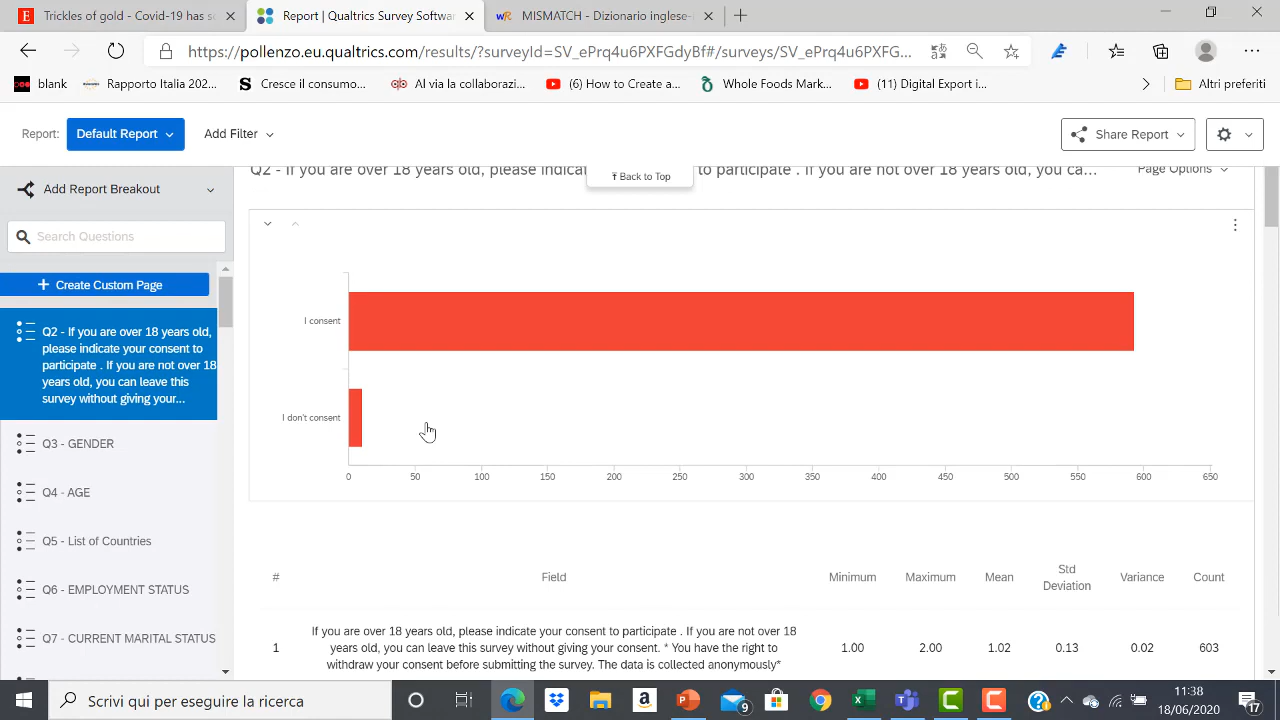 Trickles of gold - Covid-19 has s
Report | Qualtrics Survey Softwar
WR MISMATCH - Dizionario inglese-i
https://pollenzo.eu.qualtrics.com/results/?surveyId=SV_ePrq4u6PXFGdyBf#/surveys/SV_ePrq4u6PXFG...
blank
Rapporto Italia 202...
Cresce il consumo...
Al via la collaborazi...
(6) How to Create a...
Whole Foods Mark...
(11) Digital Export i...
Altri preferiti
Report:
Default Report
Add Filter
Share Report
Add Report Breakout
Search Questions
Create Custom Page
Q2 - If you are over 18 years old,
please indicate your consent to
participate . If you are not over 18
years old, you can leave this
survey without giving your...
Q3 - GENDER
Q4 - AGE
Q5 - List of Countries
Q6 - EMPLOYMENT STATUS
Q7 - CURRENT MARITAL STATUS
Q2 - If you are over 18 years old, please indicat
to participate . If you are not over 18 years old, you ca...
Back to Top
Page Options
I consent
I don't consent
0 50 100 150 200 250 300 350 400 450 500 550 600 650
# Field Minimum Maximum Mean Std Deviation Variance Count
If you are over 18 years old, please indicate your consent to participate . If you are not over 18
1 years old, you can leave this survey without giving your consent. * You have the right to 1.00 2.00 1.02 0.13 0.02 603
withdraw your consent before submitting the survey. The data is collected anonymously*
Scrivi qui per eseguire la ricerca
9
11:38
18/06/2020
17